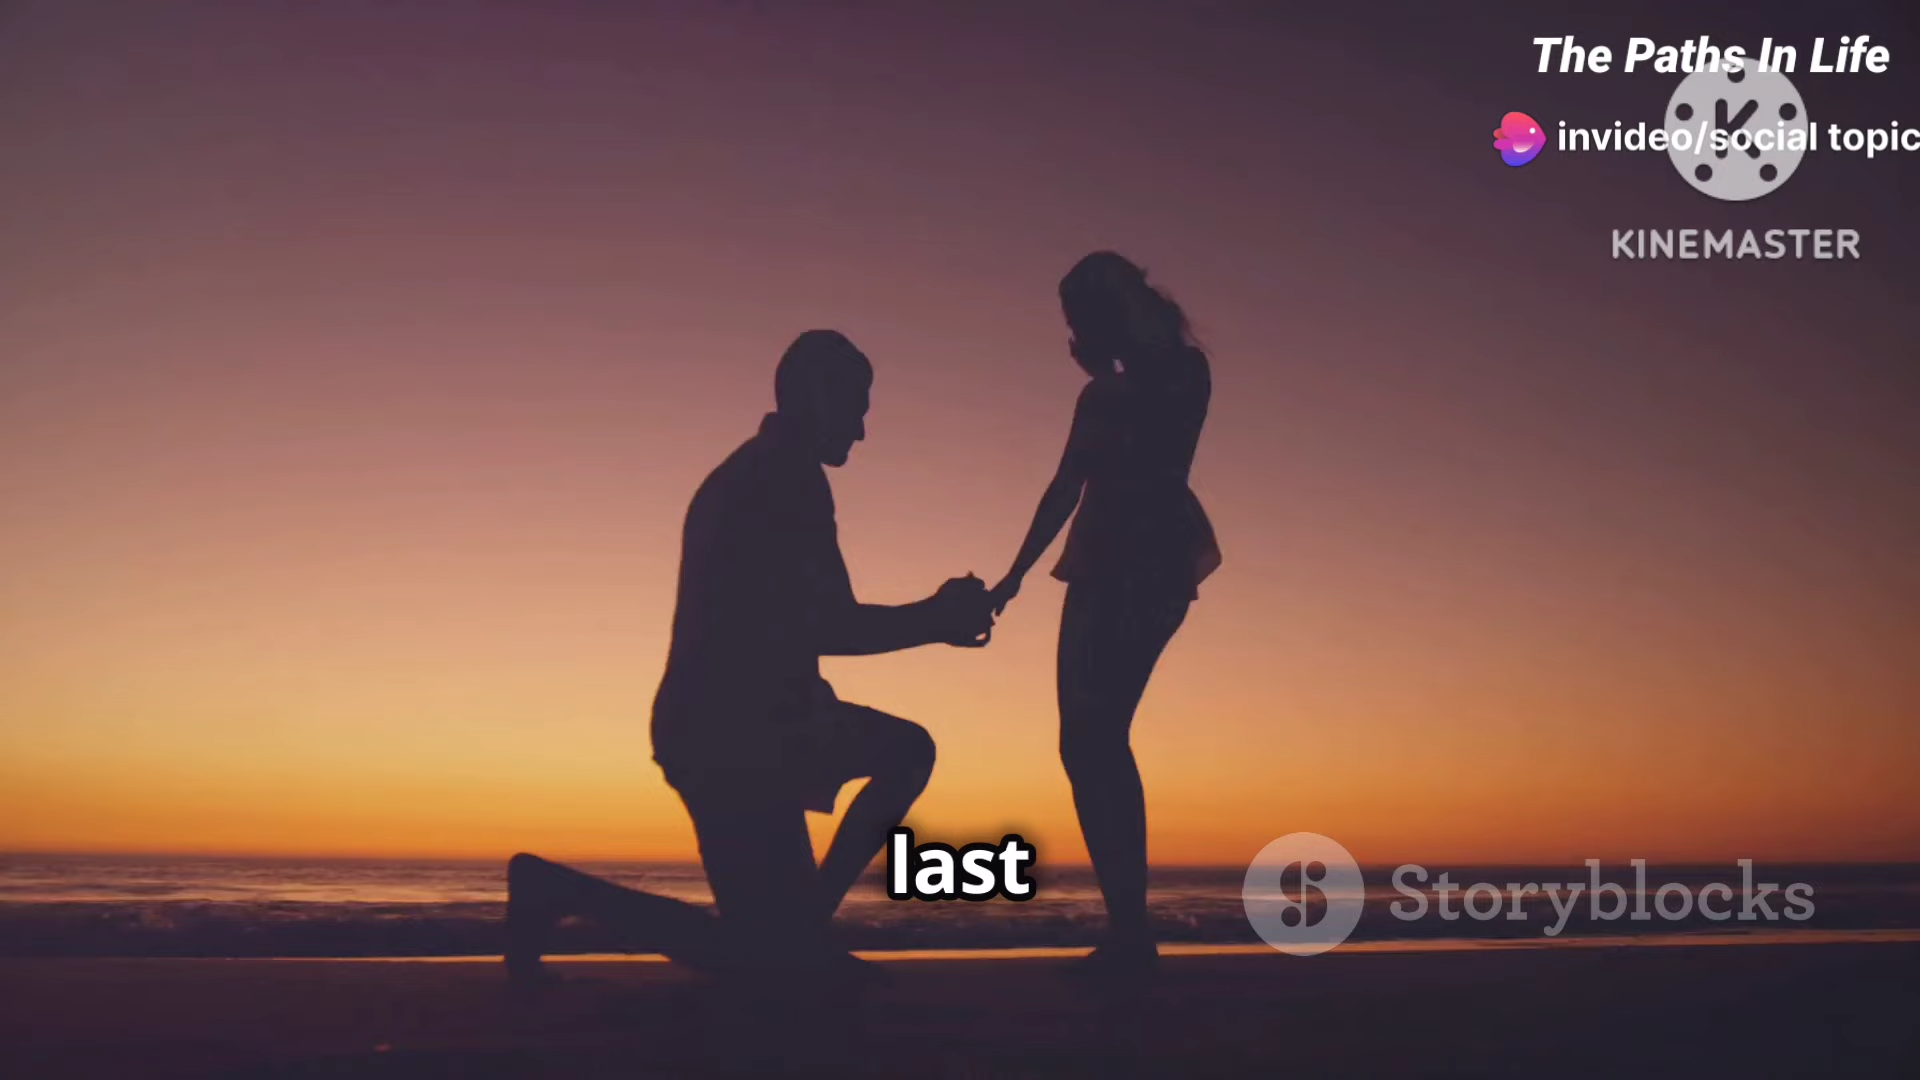 The Paths In Life
invideo/social topic
K
KINEMASTER
last
Storyblocks